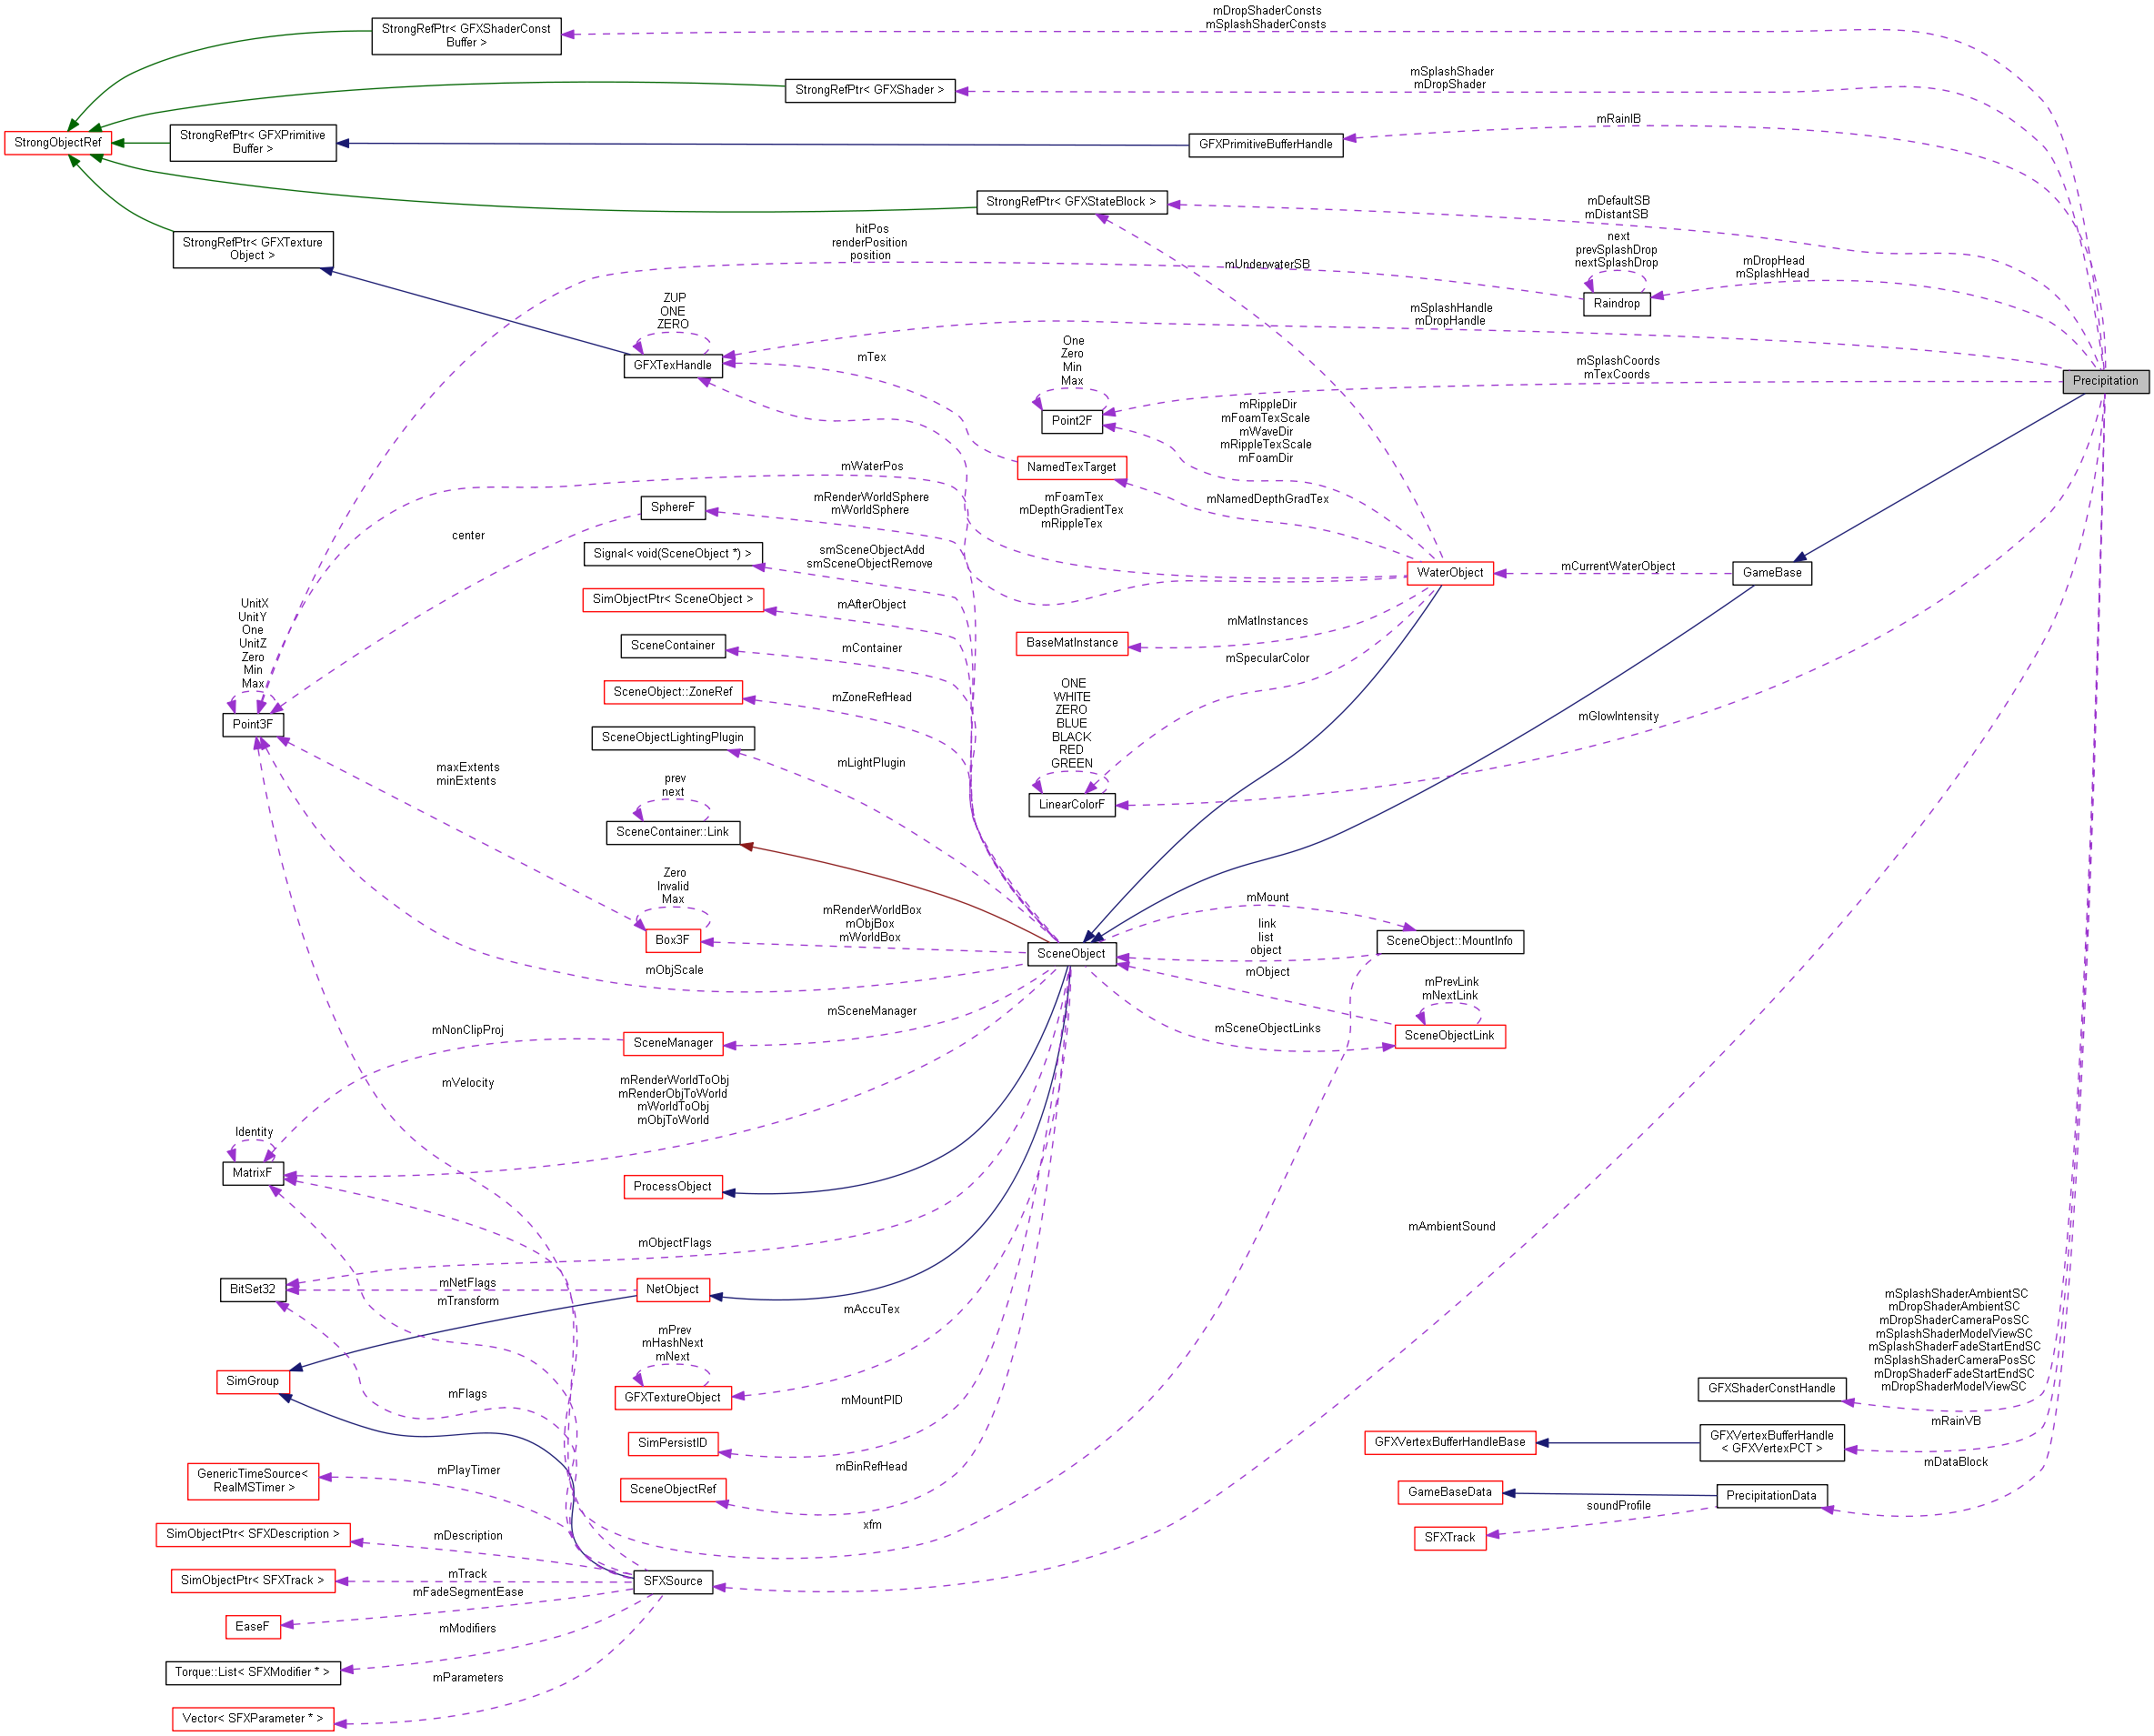 mDropShaderConsts
mSplashShaderConsts
StrongRefPtr< GFXShaderConst
Buffer >
mSplashShader
mDropShader
StrongRefPtr< GFXShader >
mRainIB
StrongObjectRef
StrongRefPtr< GFXPrimitive
Buffer >
GFXPrimitiveBufferHandle
StrongRefPtr< GFXStateBlock >
mDefaultSB
mDistantSB
StrongRefPtr< GFXTexture
Object >
hitPos
renderPosition
position
mUnderwaterSB
next
prevSplashDrop
nextSplashDrop
mDropHead
mSplashHead
Raindrop
ZUP
ONE
ZERO
GFXTexHandle
mTex
mSplashHandle
mDropHandle
One
Zero
Min
Max
Point2F
mSplashCoords
mTexCoords
Precipitation
mRippleDir
mFoamTexScale
mWaveDir
mRippleTexScale
mFoamDir
NamedTexTarget
mWaterPos
SphereF
mRenderWorldSphere
mWorldSphere
mFoamTex
mDepthGradientTex
mRippleTex
mNamedDepthGradTex
center
Signal< void(SceneObject *) >
smSceneObjectAdd
smSceneObjectRemove
WaterObject
mCurrentWaterObject
GameBase
SimObjectPtr< SceneObject >
mAfterObject
UnitX
UnitY
One
UnitZ
Zero
Min
Max
Point3F
SceneContainer
mContainer
BaseMatInstance
mMatInstances
mSpecularColor
SceneObject::ZoneRef
mZoneRefHead
ONE
WHITE
ZERO
BLUE
BLACK
RED
GREEN
LinearColorF
mGlowIntensity
SceneObjectLightingPlugin
mLightPlugin
maxExtents
minExtents
prev
next
SceneContainer::Link
Zero
Invalid
Max
Box3F
mRenderWorldBox
mObjBox
mWorldBox
SceneObject
mMount
link
list
object
SceneObject::MountInfo
mObjScale
mObject
mPrevLink
mNextLink
SceneObjectLink
mSceneObjectLinks
mNonClipProj
SceneManager
mSceneManager
mVelocity
mRenderWorldToObj
mRenderObjToWorld
mWorldToObj
mObjToWorld
Identity
MatrixF
ProcessObject
mAmbientSound
mObjectFlags
BitSet32
mNetFlags
mTransform
NetObject
mAccuTex
mSplashShaderAmbientSC
mDropShaderAmbientSC
mDropShaderCameraPosSC
mSplashShaderModelViewSC
mSplashShaderFadeStartEndSC
mSplashShaderCameraPosSC
mDropShaderFadeStartEndSC
mDropShaderModelViewSC
mPrev
mHashNext
mNext
SimGroup
mFlags
GFXTextureObject
mMountPID
GFXShaderConstHandle
mRainVB
SimPersistID
GFXVertexBufferHandleBase
GFXVertexBufferHandle
< GFXVertexPCT >
GenericTimeSource<
RealMSTimer >
mPlayTimer
SceneObjectRef
mBinRefHead
mDataBlock
GameBaseData
PrecipitationData
soundProfile
SFXTrack
SimObjectPtr< SFXDescription >
mDescription
xfm
SimObjectPtr< SFXTrack >
mTrack
mFadeSegmentEase
SFXSource
EaseF
mModifiers
Torque::List< SFXModifier * >
mParameters
Vector< SFXParameter * >